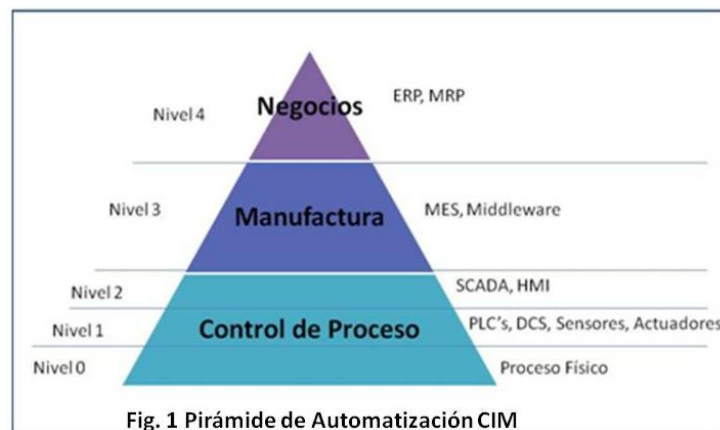 Negocios
Nivel 4
ERP, MRP
Nivel 3
Manufactura
MES, Middleware
Nivel 2
SCADA, HMI
Nivel 1
Control de Proceso
PLC's, DCS, Sensores, Actuadores
Nivel 0
Proceso Físico
Fig. 1 Pirámide de Automatización CIM